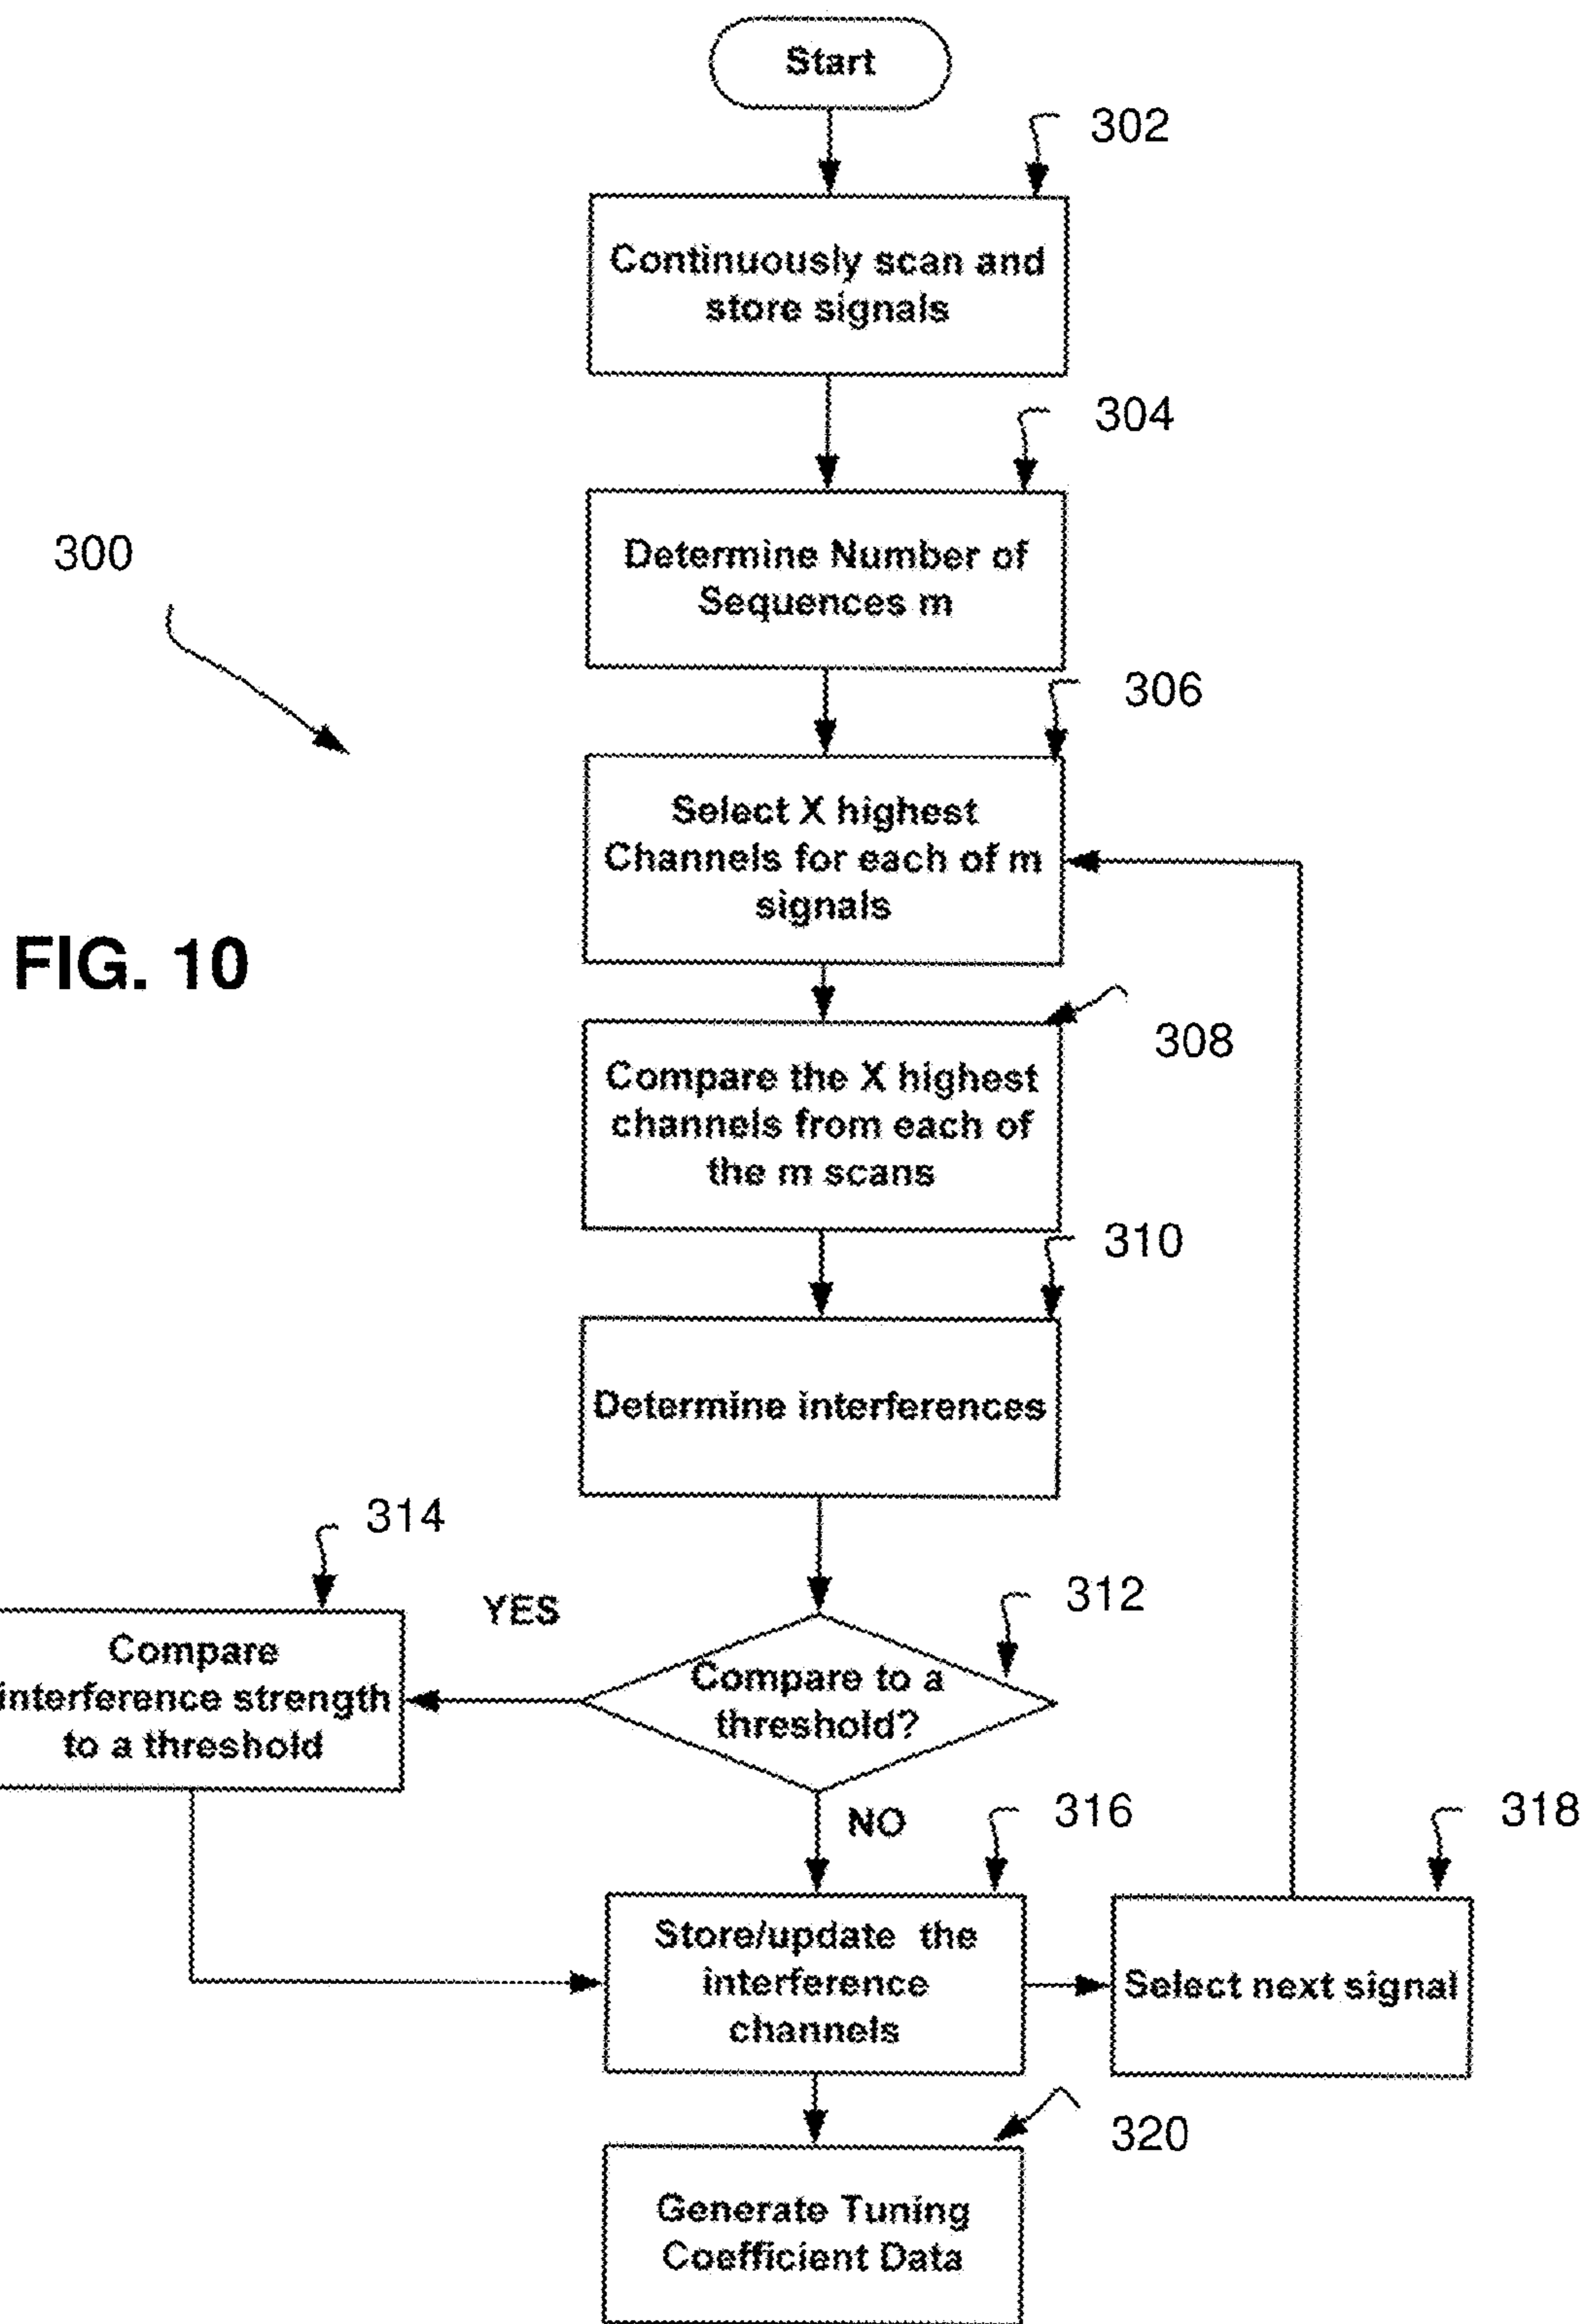 Start
302
Continuously scan and
store signals
304
Determine Number of
Sequences m
300
306
Select X highest
Channels for each of m
signals
FIG. 10
308
Compare the X highest
channels from each of
the m scans
310
Determine interferences
314
YES
312
Compare
interference strength
to a threshold
Compare to a
threshold?
NO
316
318
Store/update the
interference
channels
Select next signal
320
Generate Tuning
Coefficient Data